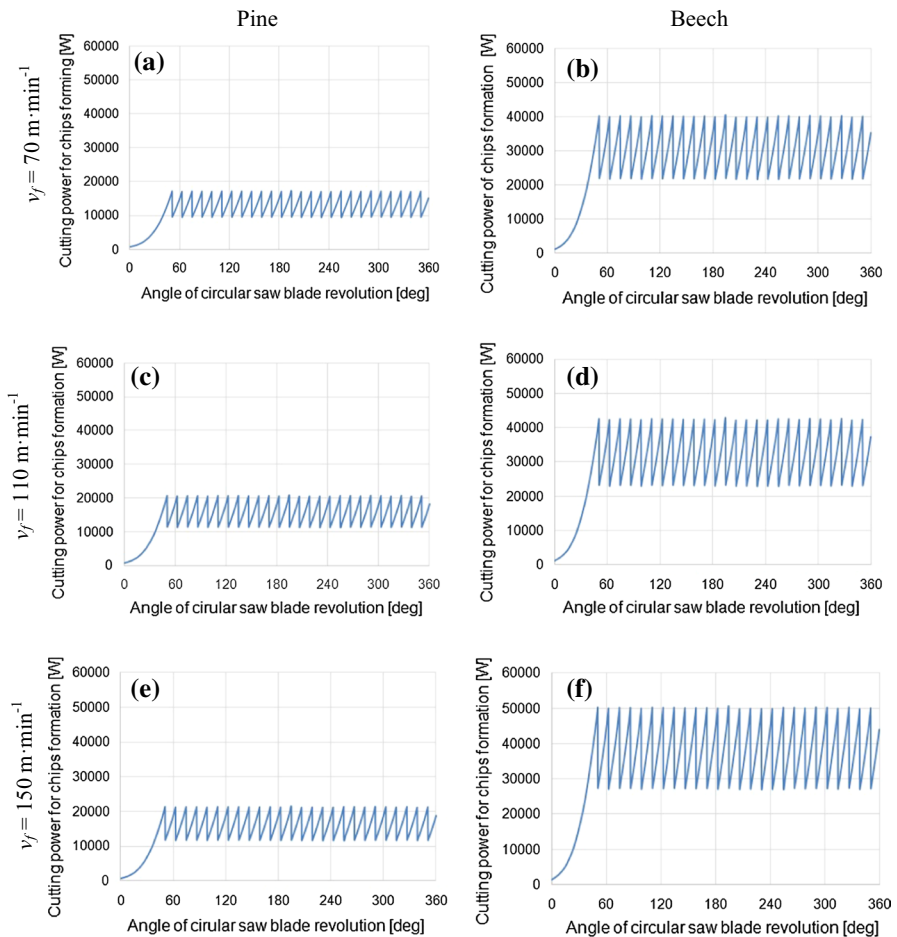 Pine
Beech
v_f = 70 m·min⁻¹
(a)
Cutting power for chips forming [W]
60000
50000
40000
30000
20000
10000
0
0 60 120 180 240 300 360
Angle of circular saw blade revolution [deg]
(b)
Cutting power of chips formation [W]
60000
50000
40000
30000
20000
10000
0
0 60 120 180 240 300 360
Angle of circular saw blade revolution [deg]
v_f = 110 m·min⁻¹
(c)
Cutting power for chips formation [W]
60000
50000
40000
30000
20000
10000
0
0 60 120 180 240 300 360
Angle of cirular saw blade revolution [deg]
(d)
Cutting power for chips formation [W]
60000
50000
40000
30000
20000
10000
0
0 60 120 180 240 300 360
Angle of circular saw blade revolution [deg]
v_f = 150 m·min⁻¹
(e)
Cutting power for chips formation [W]
60000
50000
40000
30000
20000
10000
0
0 60 120 180 240 300 360
Angle of circular saw blade revolution [deg]
(f)
Cutting power for chips formation [W]
60000
50000
40000
30000
20000
10000
0
0 60 120 180 240 300 360
Angle of circular saw blade revolution [deg]